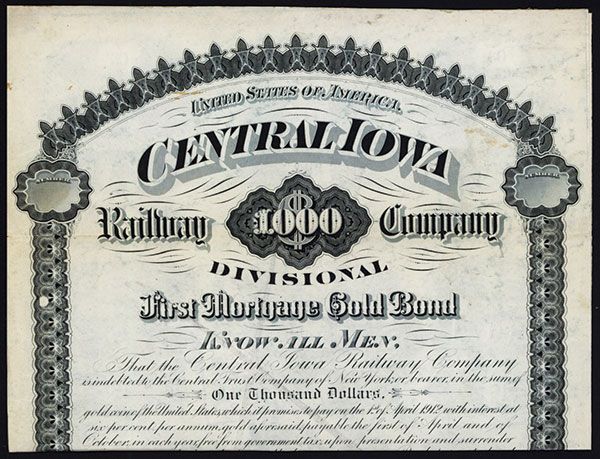 UNITED STATES OF AMERICA.
CENTRAL IOWA
NUMBER NUMBER
Railway $1.000 Company
DIVISIONAL
First Mortgage Gold Bond
KNOW ALL MEN,
That the Central Iowa Railway Company
is indebted to the Central Trust Company of New York or bearer, in the sum of
One Thousand Dollars,
gold coin of the United States, which it promises to pay on the 1st of April 1912 with interest at
six per cent per annum, gold aforesaid, payable the first of April and of
October, in each year, free from government tax, upon presentation and surrender